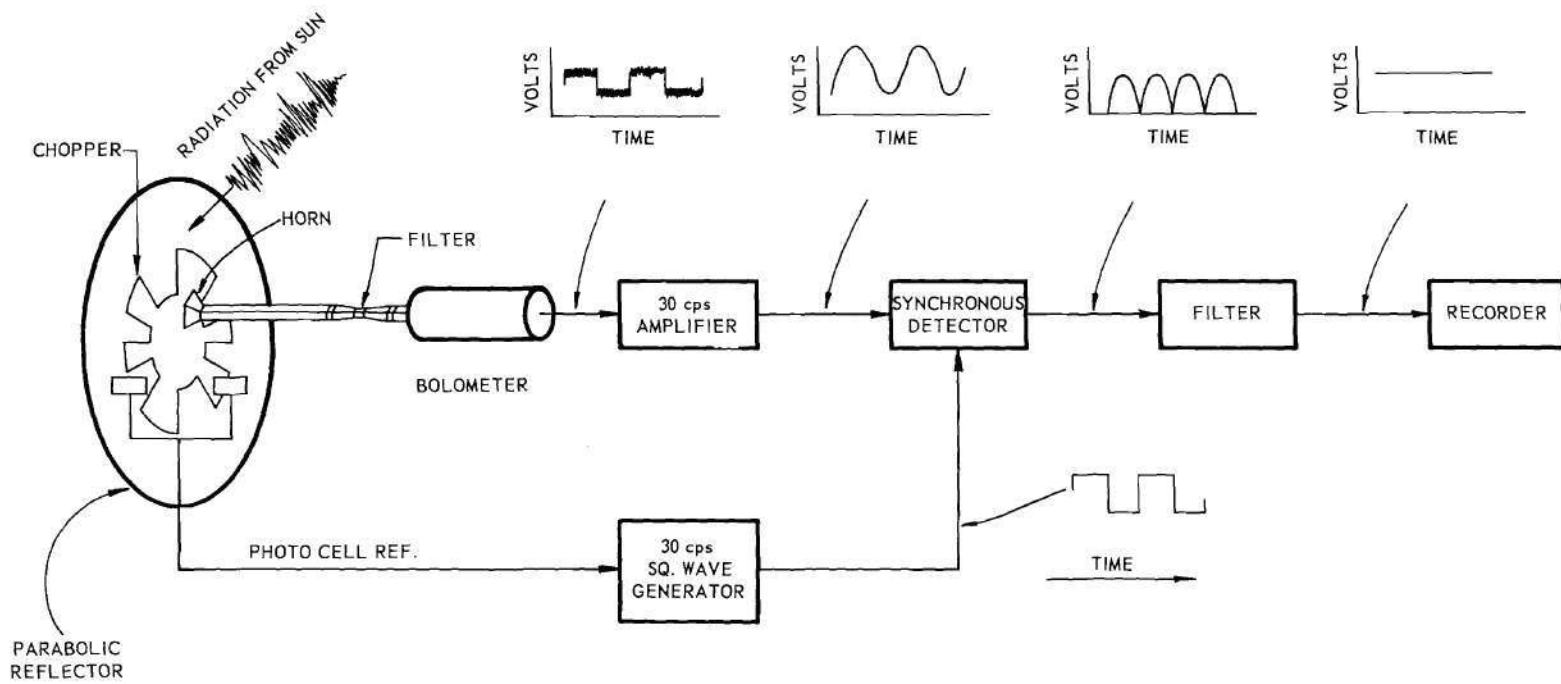 RADIATION FROM SUN
CHOPPER
HORN
FILTER
BOLOMETER
VOLTS
TIME
VOLTS
TIME
VOLTS
TIME
VOLTS
TIME
30 cps
AMPLIFIER
SYNCHRONOUS
DETECTOR
FILTER
RECORDER
PHOTO CELL REF.
30 cps
SQ. WAVE
GENERATOR
TIME
PARABOLIC
REFLECTOR